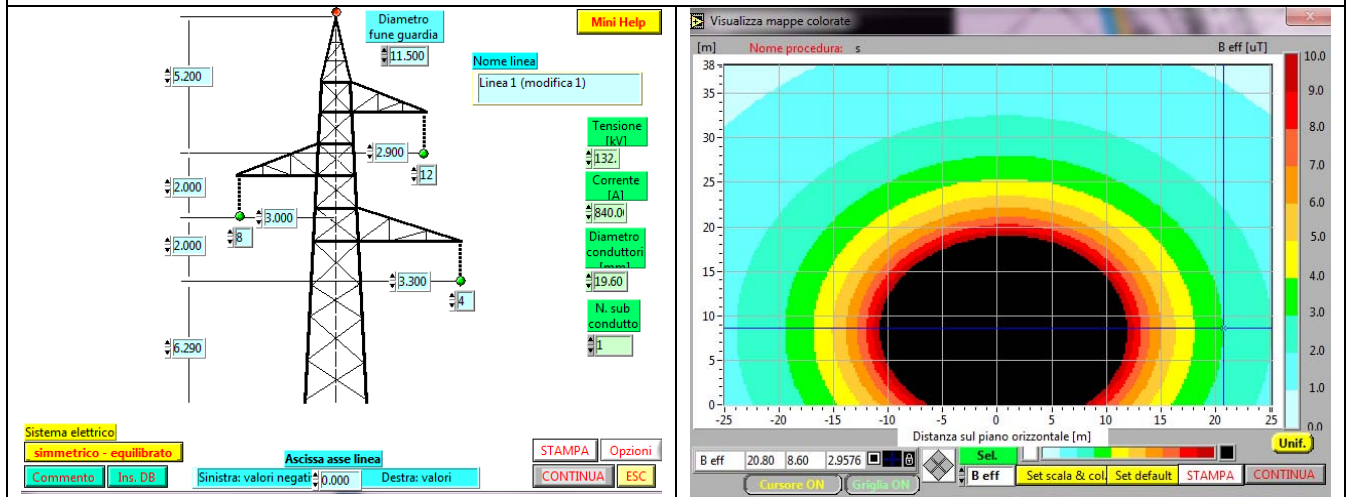 Diametro
fune guardia
11.500
Mini Help
5.200
Nome linea
Linea 1 (modifica 1)
Tensione
[kV]
132.
2.900
12
2.000
Corrente
[A]
840.0
3.000
8
2.000
Diametro
conduttori
[mm]
19.60
3.300
4
N. sub
condutto
1
6.290
Sistema elettrico
simmetrico - equilibrato
Commento
Ins. DB
Ascissa asse linea
Sinistra: valori negati
0.000
Destra: valori
STAMPA
Opzioni
CONTINUA
ESC
Visualizza mappe colorate
[m]
Nome procedura: s
B eff [uT]
38
35
30
25
20
15
10
5
0
10.0
9.0
8.0
7.0
6.0
5.0
4.0
3.0
2.0
1.0
0.0
-25 -20 -15 -10 -5 0 5 10 15 20 25
Distanza sul piano orizzontale [m]
Unif.
B eff 20.80 8.60 2.9576
Sel.
B eff
Set scala & col.
Set default
STAMPA
CONTINUA
Cursore ON
Griglia ON